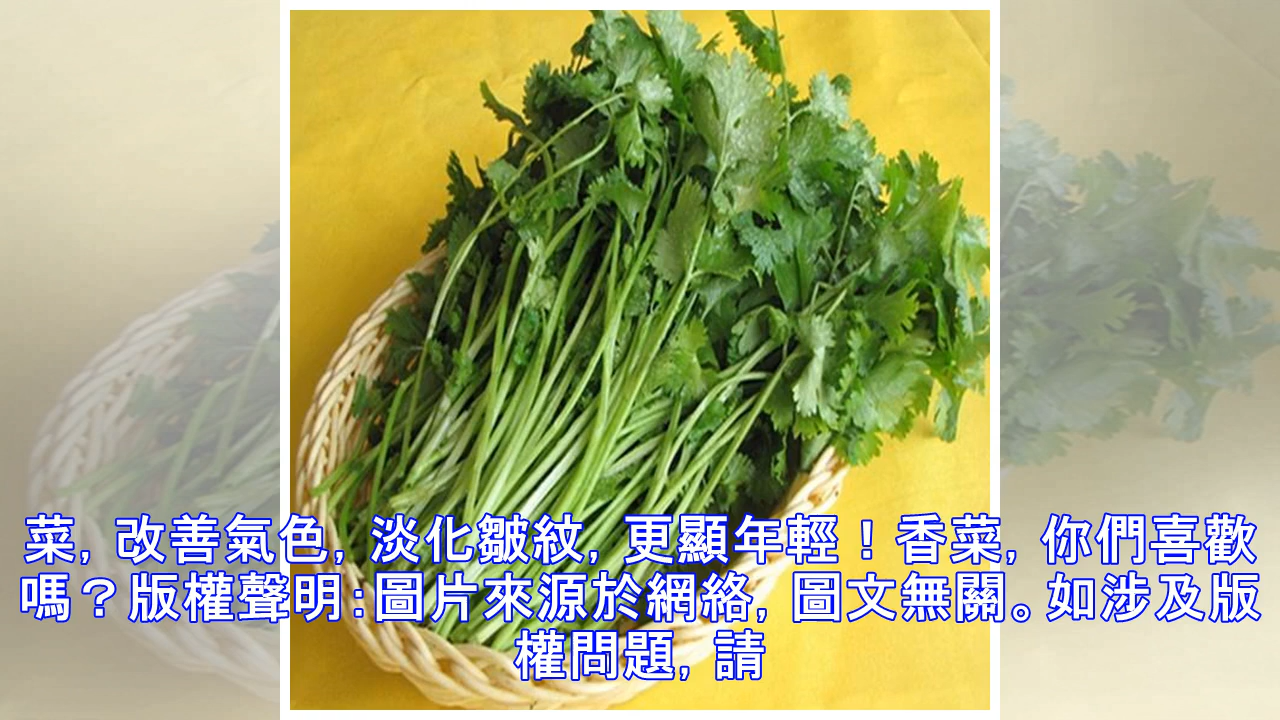 菜, 改善氣色, 淡化皺紋, 更顯年輕！香菜, 你們喜歡
嗎？版權聲明:圖片來源於網絡, 圖文無關。如涉及版
權問題, 請